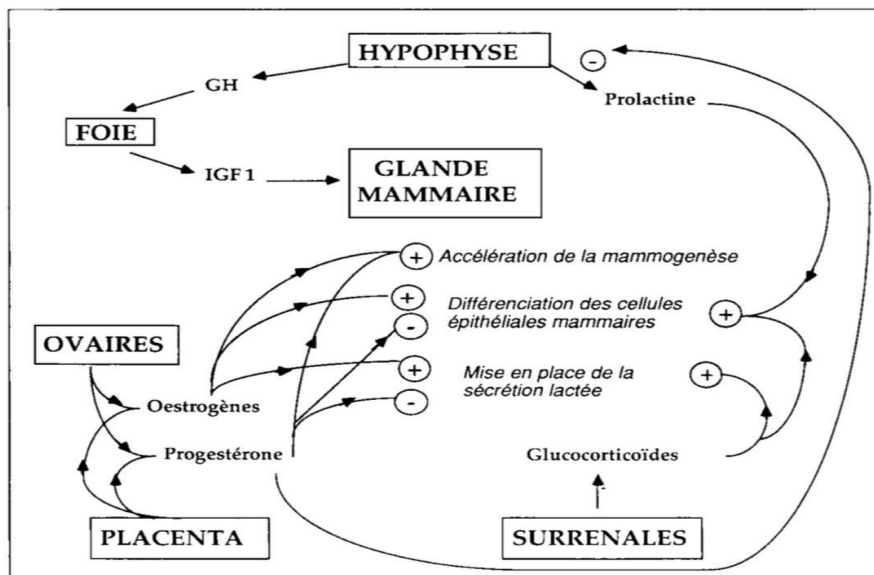 HYPOPHYSE
-
GH
Prolactine
FOIE
IGF1
GLANDE
MAMMAIRE
+ Accélération de la mammogenèse
+ Différenciation des cellules
- épithéliales mammaires
+
OVAIRES
+ Mise en place de la
- sécrétion lactée
+
Oestrogènes
Progestérone
Glucocorticoïdes
PLACENTA
SURRENALES